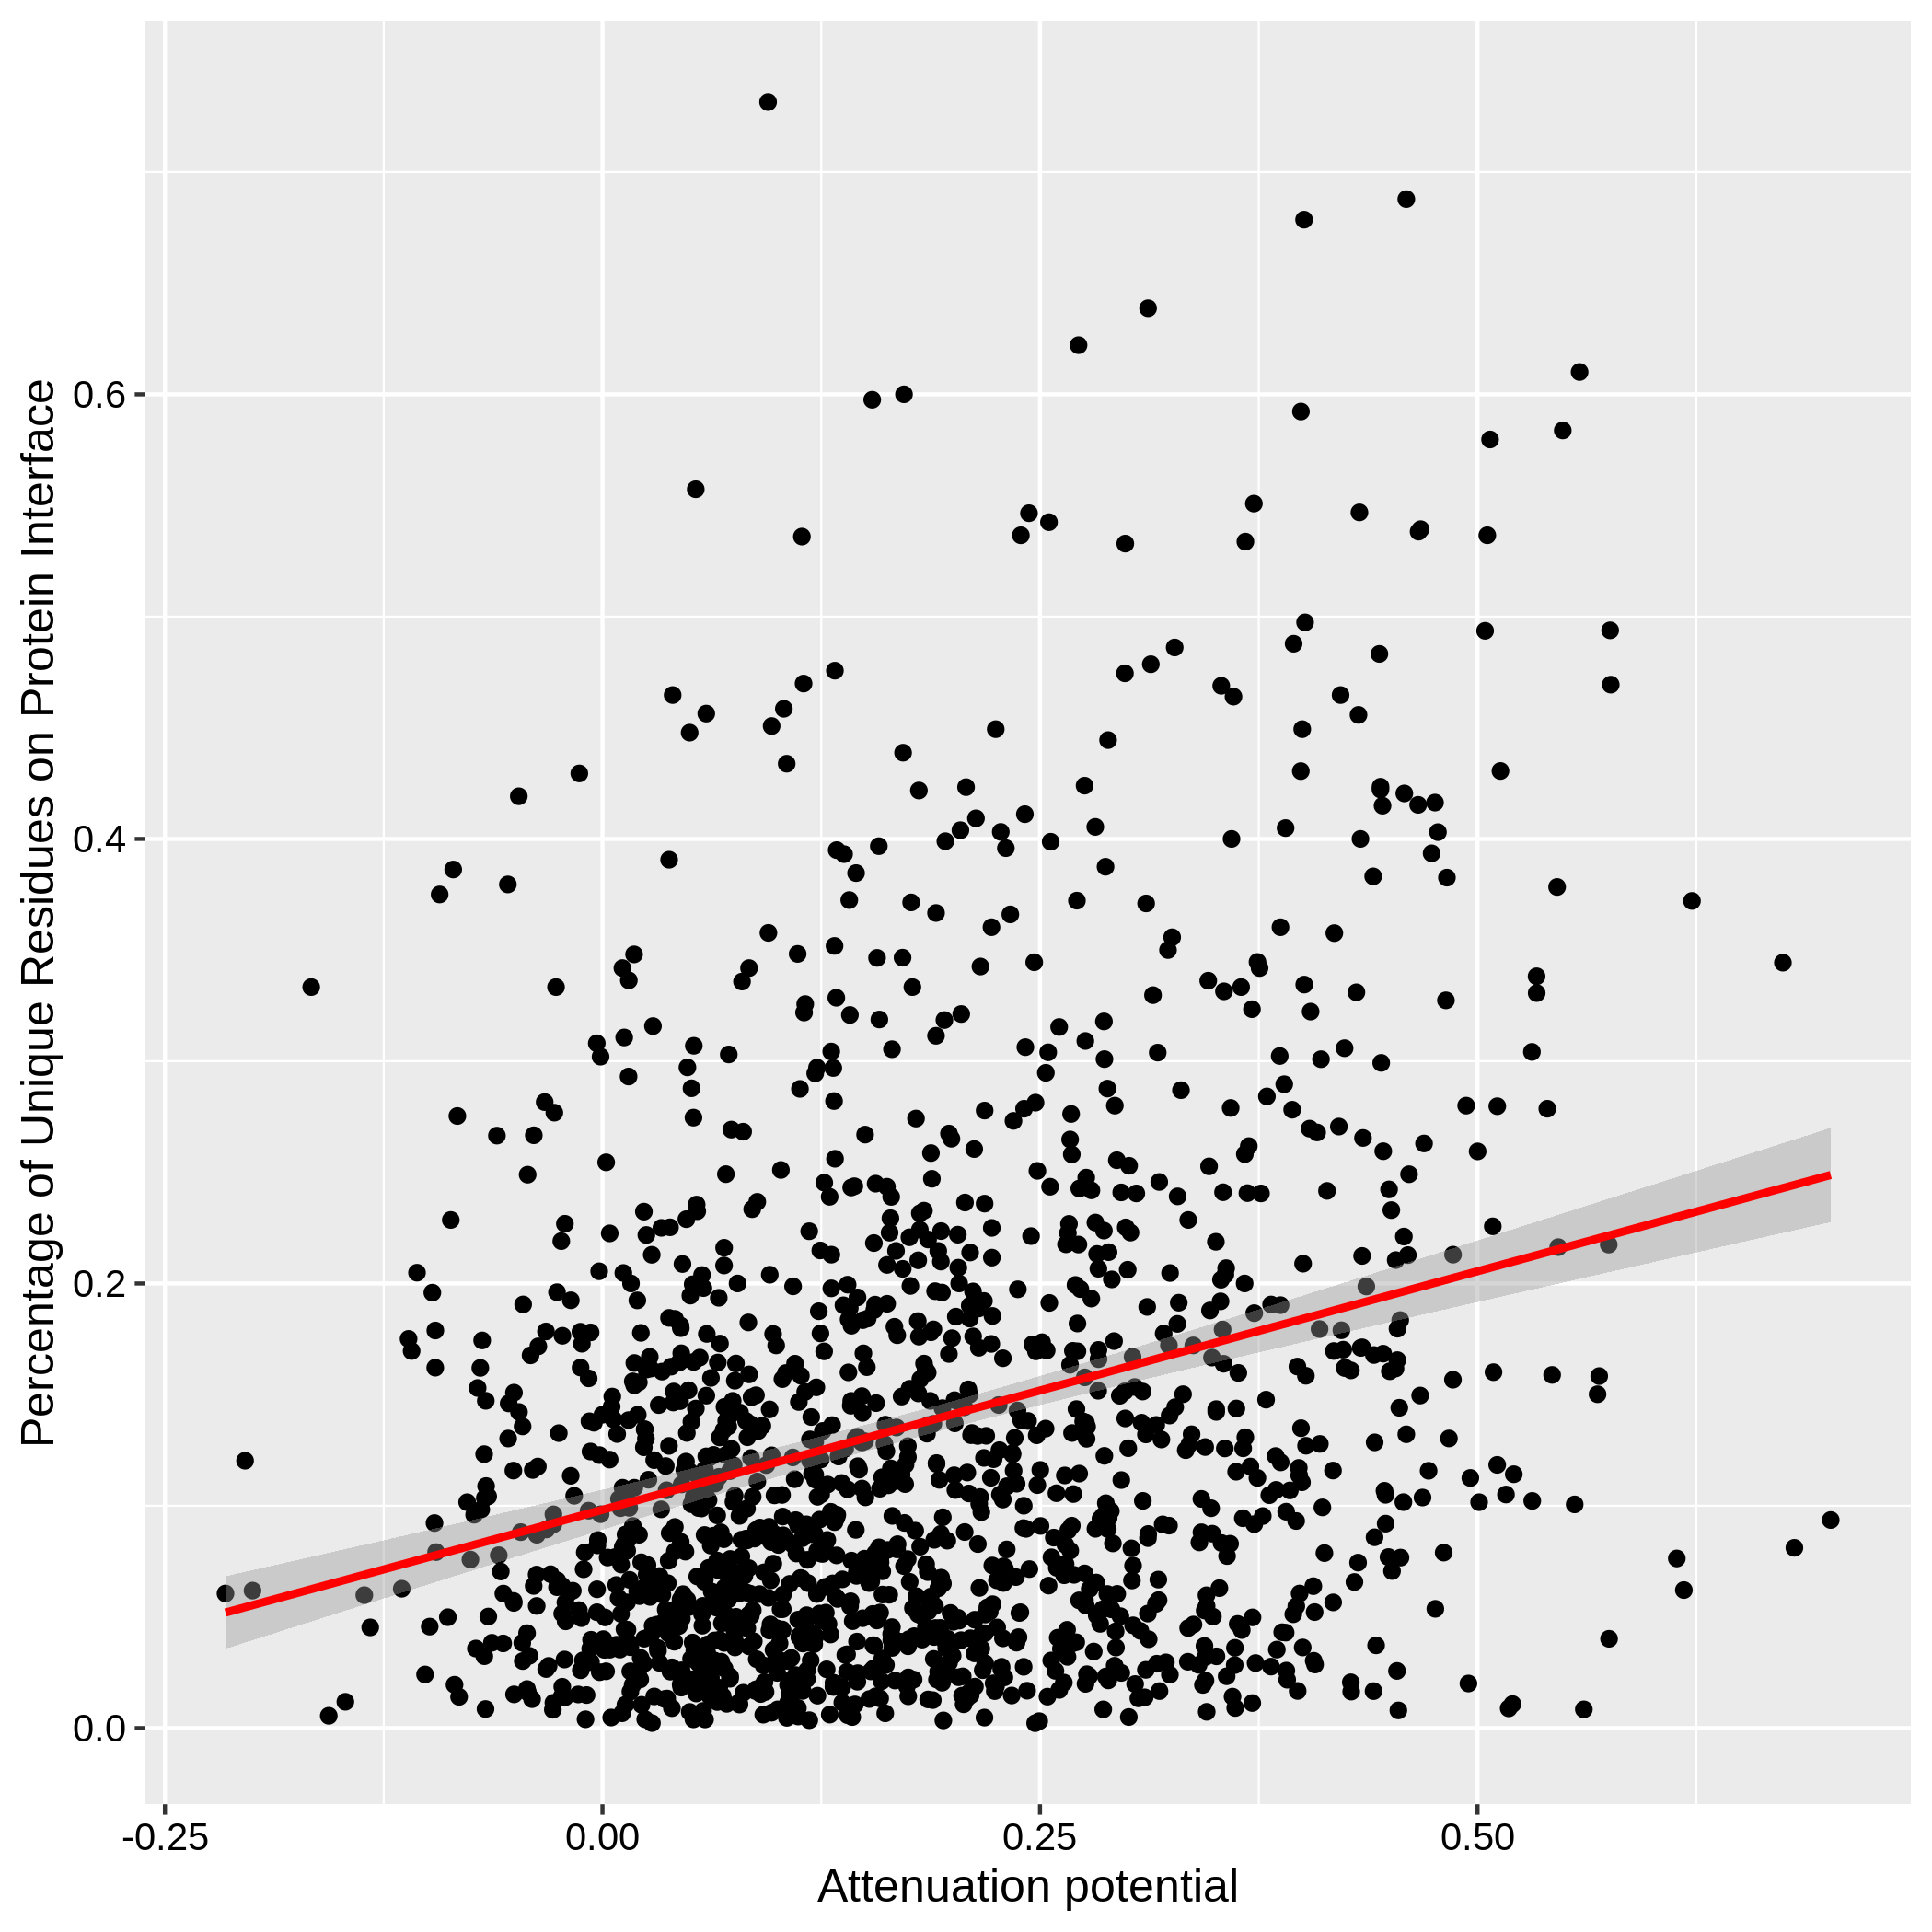 Percentage of Unique Residues on Protein Interface
0.6
0.4
0.2
0.0
-0.25 0.00 0.25 0.50
Attenuation potential